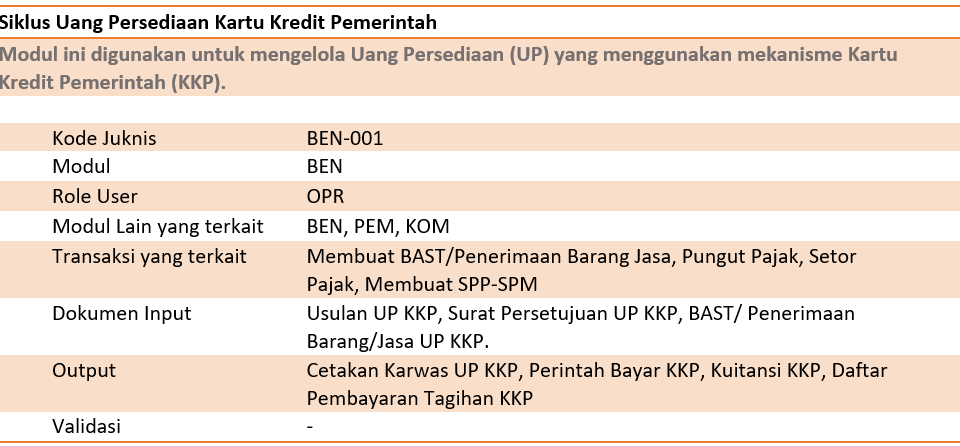 Siklus Uang Persediaan Kartu Kredit Pemerintah
Modul ini digunakan untuk mengelola Uang Persediaan (UP) yang menggunakan mekanisme Kartu
Kredit Pemerintah (KKP).
Kode Juknis BEN-001
Modul BEN
Role User OPR
Modul Lain yang terkait BEN, PEM, KOM
Transaksi yang terkait Membuat BAST/Penerimaan Barang Jasa, Pungut Pajak, Setor
Pajak, Membuat SPP-SPM
Dokumen Input Usulan UP KKP, Surat Persetujuan UP KKP, BAST/ Penerimaan
Barang/Jasa UP KKP.
Output Cetakan Karwas UP KKP, Perintah Bayar KKP, Kuitansi KKP, Daftar
Pembayaran Tagihan KKP
Validasi -